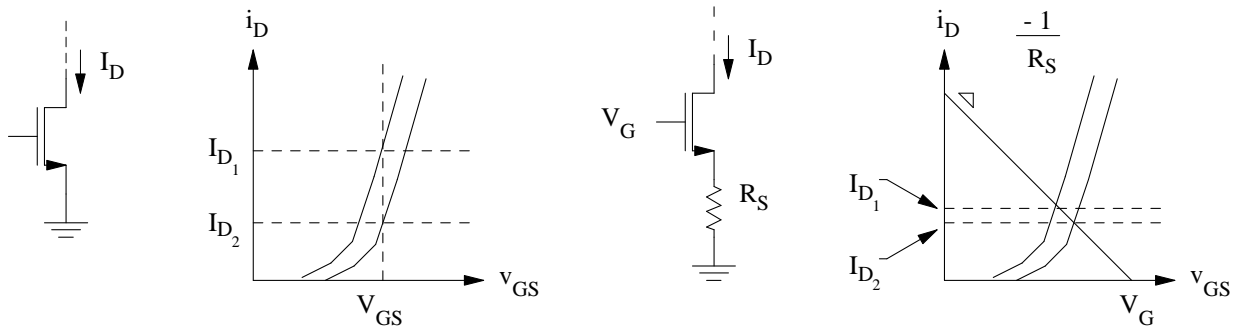 I_D
i_D
I_D1
I_D2
V_GS
v_GS
V_G
I_D
R_S
i_D
-1
R_S
I_D1
I_D2
V_G
v_GS